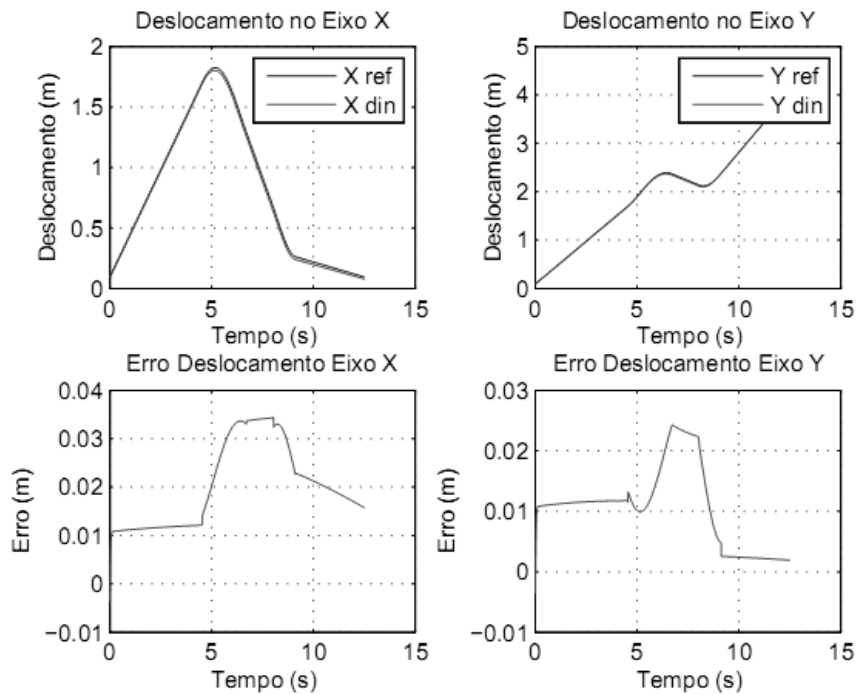 Deslocamento no Eixo X
Deslocamento (m)
2
1.5
1
0.5
0
X ref
X din
0
5
10
15
Tempo (s)
Deslocamento no Eixo Y
Deslocamento (m)
5
4
3
2
1
0
Y ref
Y din
0
5
10
15
Tempo (s)
Erro Deslocamento Eixo X
Erro (m)
0.04
0.03
0.02
0.01
0
−0.01
0
5
10
15
Tempo (s)
Erro Deslocamento Eixo Y
Erro (m)
0.03
0.02
0.01
0
−0.01
0
5
10
15
Tempo (s)